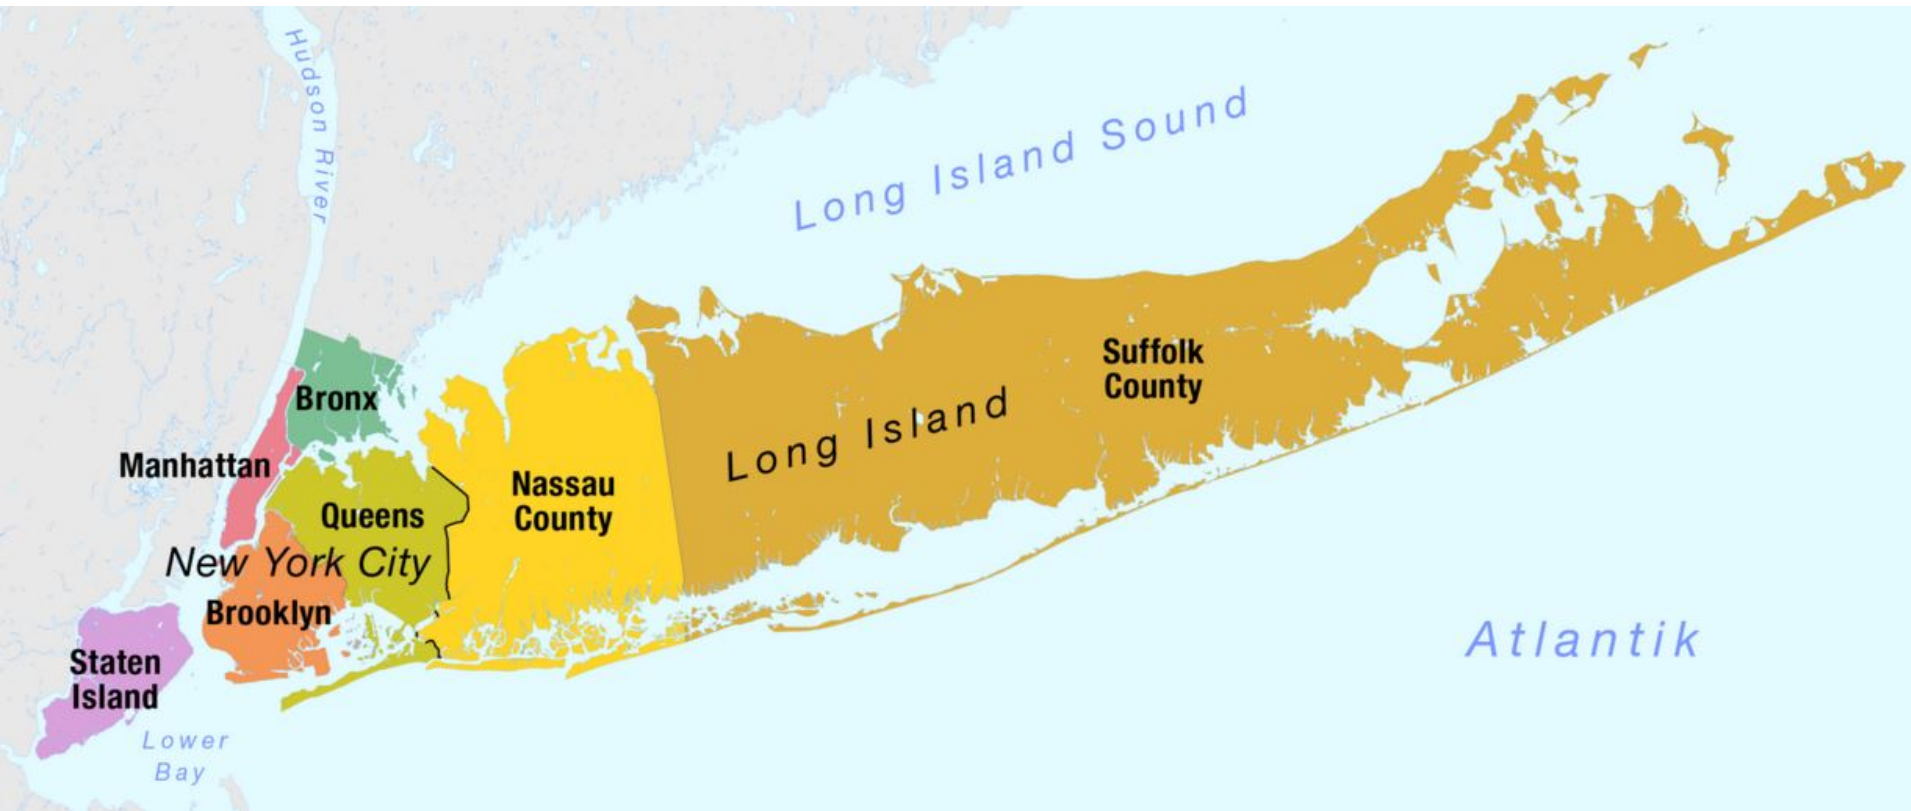 Hudson River
Long Island Sound
Bronx
Suffolk
County
Long Island
Manhattan
Nassau
County
Queens
New York City
Brooklyn
Atlantik
Staten
Island
Lower
Bay